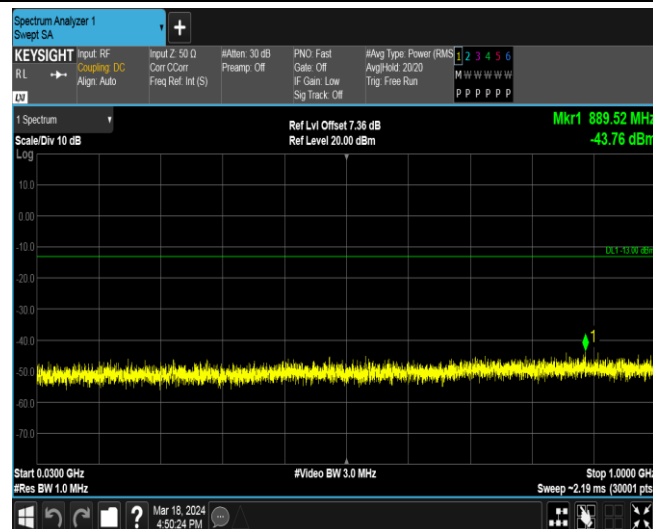 Spectrum Analyzer 1
Swept SA
+
KEYSIGHT
RL
Input: RF
Coupling: DC
Align: Auto
Input Z: 50 Ω
Corr CCorr
Freq Ref: Int (S)
#Atten: 30 dB
Preamp: Off
PNO: Fast
Gate: Off
IF Gain: Low
Sig Track: Off
#Avg Type: Power (RMS
Avg|Hold: 20/20
Trig: Free Run
1 2 3 4 5 6
M W W W W W
P P P P P P
LXI
1 Spectrum
Scale/Div 10 dB
Ref Lvl Offset 7.36 dB
Ref Level 20.00 dBm
Mkr1 889.52 MHz
-43.76 dBm
Log
10.0
0.00
-10.0
DL1 -13.00 dBm
-20.0
-30.0
-40.0
1
-50.0
-60.0
-70.0
Start 0.0300 GHz
#Res BW 1.0 MHz
#Video BW 3.0 MHz
Stop 1.0000 GHz
Sweep ~2.19 ms (30001 pts)
?
Mar 18, 2024
4:50:24 PM